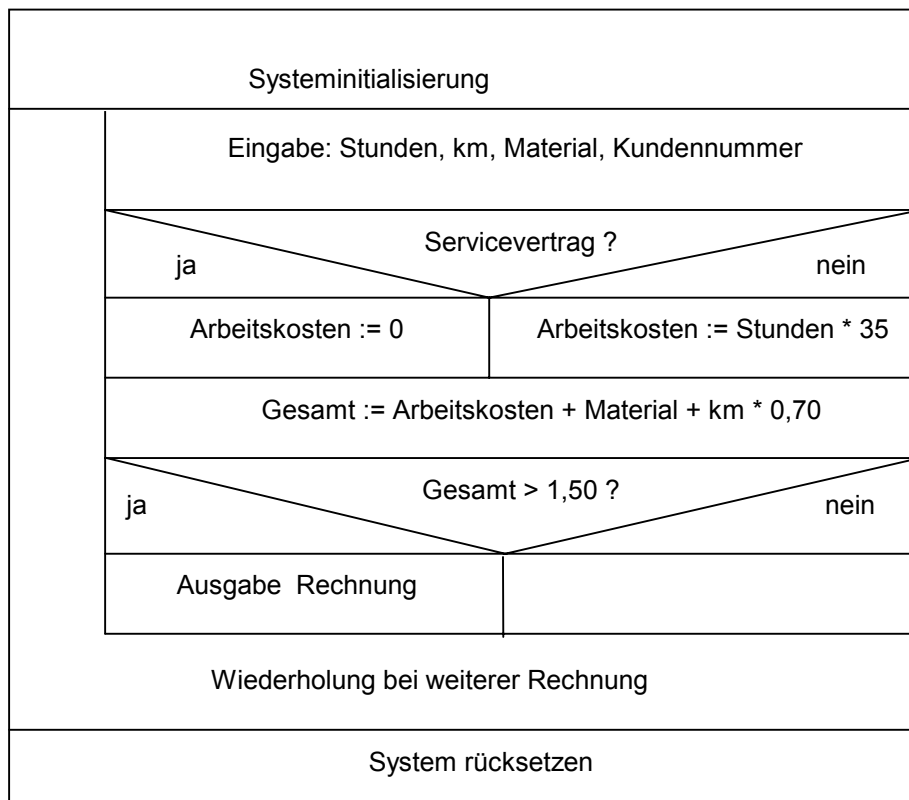 Systeminitialisierung
Eingabe: Stunden, km, Material, Kundennummer
Servicevertrag ?
ja
nein
Arbeitskosten := 0
Arbeitskosten := Stunden * 35
Gesamt := Arbeitskosten + Material + km * 0,70
Gesamt > 1,50 ?
ja
nein
Ausgabe Rechnung
Wiederholung bei weiterer Rechnung
System rücksetzen